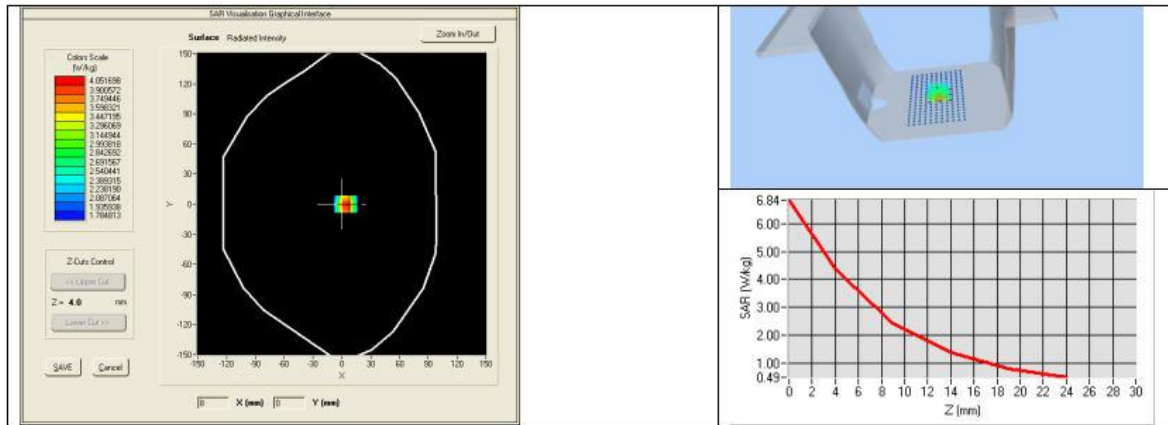 SAR Visualisation Graphical Interface
Surface Radiated Intensity
Zoom In/Out
Colors Scale
(W/kg)
4.051698
3.900572
3.749446
3.598321
3.447195
3.296069
3.144944
2.993818
2.842692
2.691567
2.540441
2.389315
2.238190
2.087064
1.935938
1.784813
Z-Cuts Control
<< Upper Cut
Z = 4.0 mm
Lower Cut >>
SAVE Cancel
150
120
90
60
30
0
-30
-60
-90
-120
-150
Y
-150 -120 -90 -60 -30 0 30 60 90 120 150
X
0 X (mm) 0 Y (mm)
6.84
6.00
5.00
4.00
3.00
2.00
1.00
0.49
SAR (W/kg)
0 2 4 6 8 10 12 14 16 18 20 22 24 26 28 30
Z (mm)